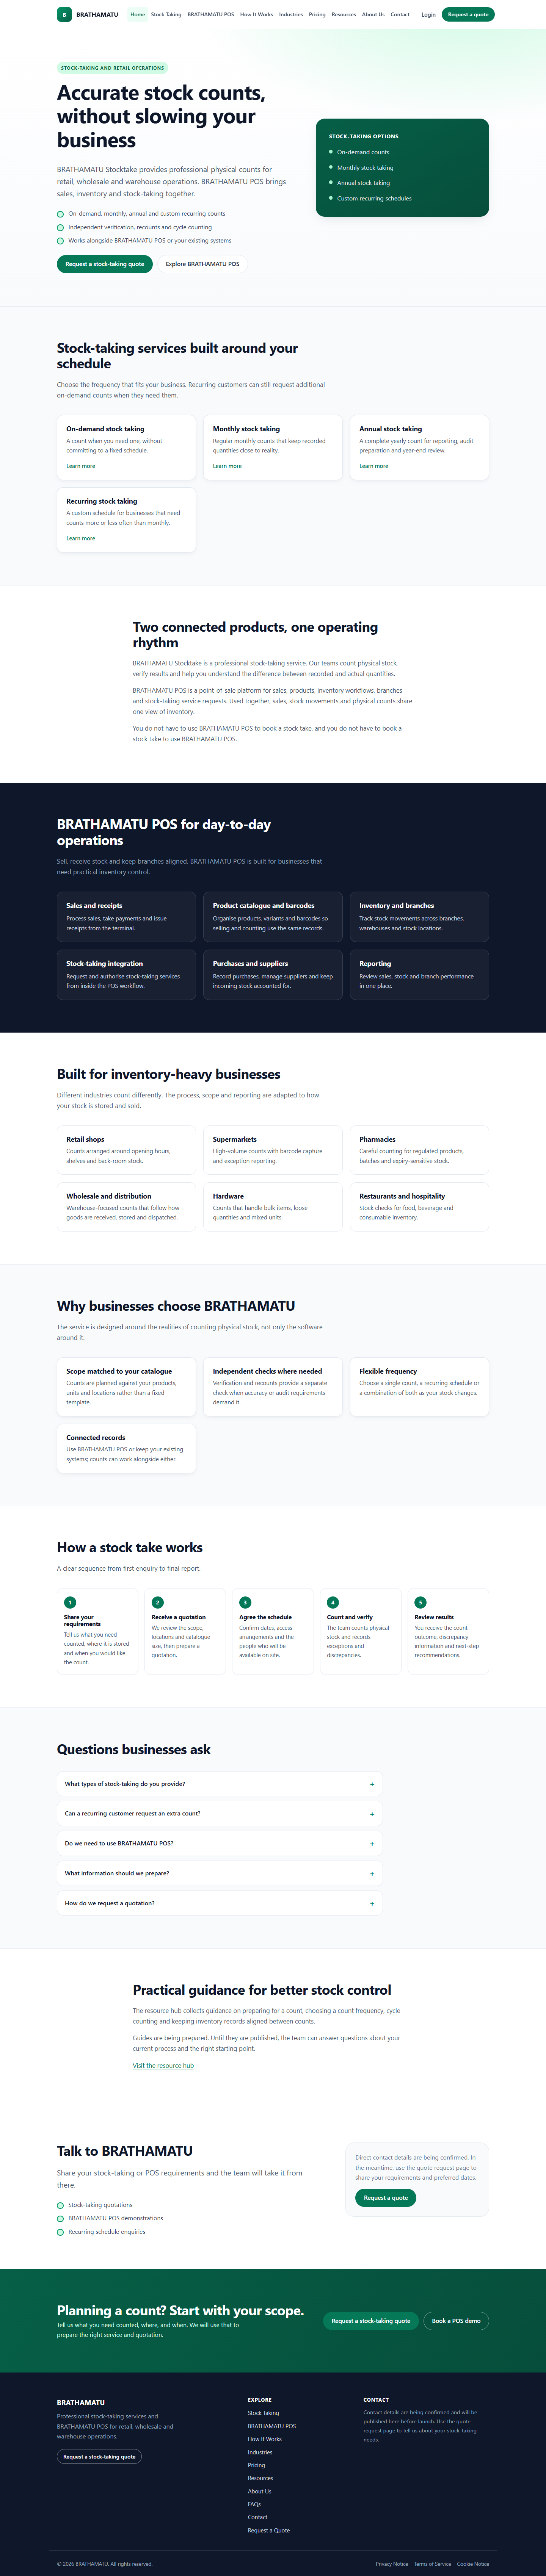 B BRATHAMATU Home Stock Taking BRATHAMATU POS How It Works Industries Pricing Resources About Us Contact Login Request a quote
STOCK-TAKING AND RETAIL OPERATIONS
Accurate stock counts,
without slowing your
business
BRATHAMATU Stocktake provides professional physical counts for
retail, wholesale and warehouse operations. BRATHAMATU POS brings
sales, inventory and stock-taking together.
On-demand, monthly, annual and custom recurring counts
Independent verification, recounts and cycle counting
Works alongside BRATHAMATU POS or your existing systems
Request a stock-taking quote Explore BRATHAMATU POS
STOCK-TAKING OPTIONS
On-demand counts
Monthly stock taking
Annual stock taking
Custom recurring schedules
Stock-taking services built around your
schedule
Choose the frequency that fits your business. Recurring customers can still request additional
on-demand counts when they need them.
On-demand stock taking
A count when you need one, without
committing to a fixed schedule.
Learn more
Monthly stock taking
Regular monthly counts that keep recorded
quantities close to reality.
Learn more
Annual stock taking
A complete yearly count for reporting, audit
preparation and year-end review.
Learn more
Recurring stock taking
A custom schedule for businesses that need
counts more or less often than monthly.
Learn more
Two connected products, one operating
rhythm
BRATHAMATU Stocktake is a professional stock-taking service. Our teams count physical stock,
verify results and help you understand the difference between recorded and actual quantities.
BRATHAMATU POS is a point-of-sale platform for sales, products, inventory workflows, branches
and stock-taking service requests. Used together, sales, stock movements and physical counts share
one view of inventory.
You do not have to use BRATHAMATU POS to book a stock take, and you do not have to book a
stock take to use BRATHAMATU POS.
BRATHAMATU POS for day-to-day
operations
Sell, receive stock and keep branches aligned. BRATHAMATU POS is built for businesses that
need practical inventory control.
Sales and receipts
Process sales, take payments and issue
receipts from the terminal.
Product catalogue and barcodes
Organise products, variants and barcodes so
selling and counting use the same records.
Inventory and branches
Track stock movements across branches,
warehouses and stock locations.
Stock-taking integration
Request and authorise stock-taking services
from inside the POS workflow.
Purchases and suppliers
Record purchases, manage suppliers and keep
incoming stock accounted for.
Reporting
Review sales, stock and branch performance
in one place.
Built for inventory-heavy businesses
Different industries count differently. The process, scope and reporting are adapted to how
your stock is stored and sold.
Retail shops
Counts arranged around opening hours,
shelves and back-room stock.
Supermarkets
High-volume counts with barcode capture
and exception reporting.
Pharmacies
Careful counting for regulated products,
batches and expiry-sensitive stock.
Wholesale and distribution
Warehouse-focused counts that follow how
goods are received, stored and dispatched.
Hardware
Counts that handle bulk items, loose
quantities and mixed units.
Restaurants and hospitality
Stock checks for food, beverage and
consumable inventory.
Why businesses choose BRATHAMATU
The service is designed around the realities of counting physical stock, not only the software
around it.
Scope matched to your catalogue
Counts are planned against your products,
units and locations rather than a fixed
template.
Independent checks where needed
Verification and recounts provide a separate
check when accuracy or audit requirements
demand it.
Flexible frequency
Choose a single count, a recurring schedule or
a combination of both as your stock changes.
Connected records
Use BRATHAMATU POS or keep your existing
systems; counts can work alongside either.
How a stock take works
A clear sequence from first enquiry to final report.
1
Share your
requirements
Tell us what you need
counted, where it is stored
and when you would like
the count.
2
Receive a quotation
We review the scope,
locations and catalogue
size, then prepare a
quotation.
3
Agree the schedule
Confirm dates, access
arrangements and the
people who will be
available on site.
4
Count and verify
The team counts physical
stock and records
exceptions and
discrepancies.
5
Review results
You receive the count
outcome, discrepancy
information and next-step
recommendations.
Questions businesses ask
What types of stock-taking do you provide? +
Can a recurring customer request an extra count? +
Do we need to use BRATHAMATU POS? +
What information should we prepare? +
How do we request a quotation? +
Practical guidance for better stock control
The resource hub collects guidance on preparing for a count, choosing a count frequency, cycle
counting and keeping inventory records aligned between counts.
Guides are being prepared. Until they are published, the team can answer questions about your
current process and the right starting point.
Visit the resource hub
Talk to BRATHAMATU
Share your stock-taking or POS requirements and the team will take it from
there.
Stock-taking quotations
BRATHAMATU POS demonstrations
Recurring schedule enquiries
Direct contact details are being confirmed. In
the meantime, use the quote request page to
share your requirements and preferred dates.
Request a quote
Planning a count? Start with your scope.
Tell us what you need counted, where, and when. We will use that to
prepare the right service and quotation.
Request a stock-taking quote Book a POS demo
BRATHAMATU
Professional stock-taking services and
BRATHAMATU POS for retail, wholesale and
warehouse operations.
Request a stock-taking quote
EXPLORE
Stock Taking
BRATHAMATU POS
How It Works
Industries
Pricing
Resources
About Us
FAQs
Contact
Request a Quote
CONTACT
Contact details are being confirmed and will be
published here before launch. Use the quote
request page to tell us about your stock-taking
needs.
© 2026 BRATHAMATU. All rights reserved. Privacy Notice Terms of Service Cookie Notice